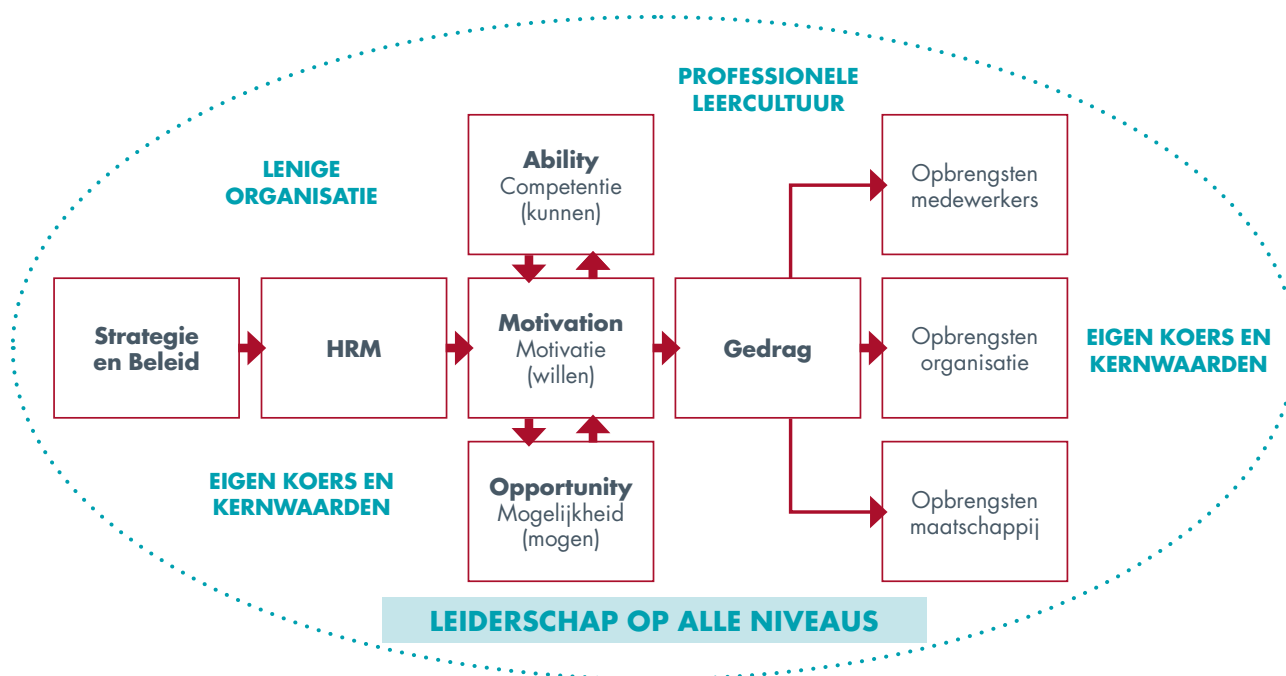 PROFESSIONELE
LEERCULTUUR
LENIGE
ORGANISATIE
Ability
Competentie
(kunnen)
Opbrengsten
medewerkers
Strategie
en Beleid
HRM
Motivation
Motivatie
(willen)
Gedrag
Opbrengsten
organisatie
EIGEN KOERS EN
KERNWAARDEN
EIGEN KOERS EN
KERNWAARDEN
Opportunity
Mogelijkheid
(mogen)
Opbrengsten
maatschappij
LEIDERSCHAP OP ALLE NIVEAUS